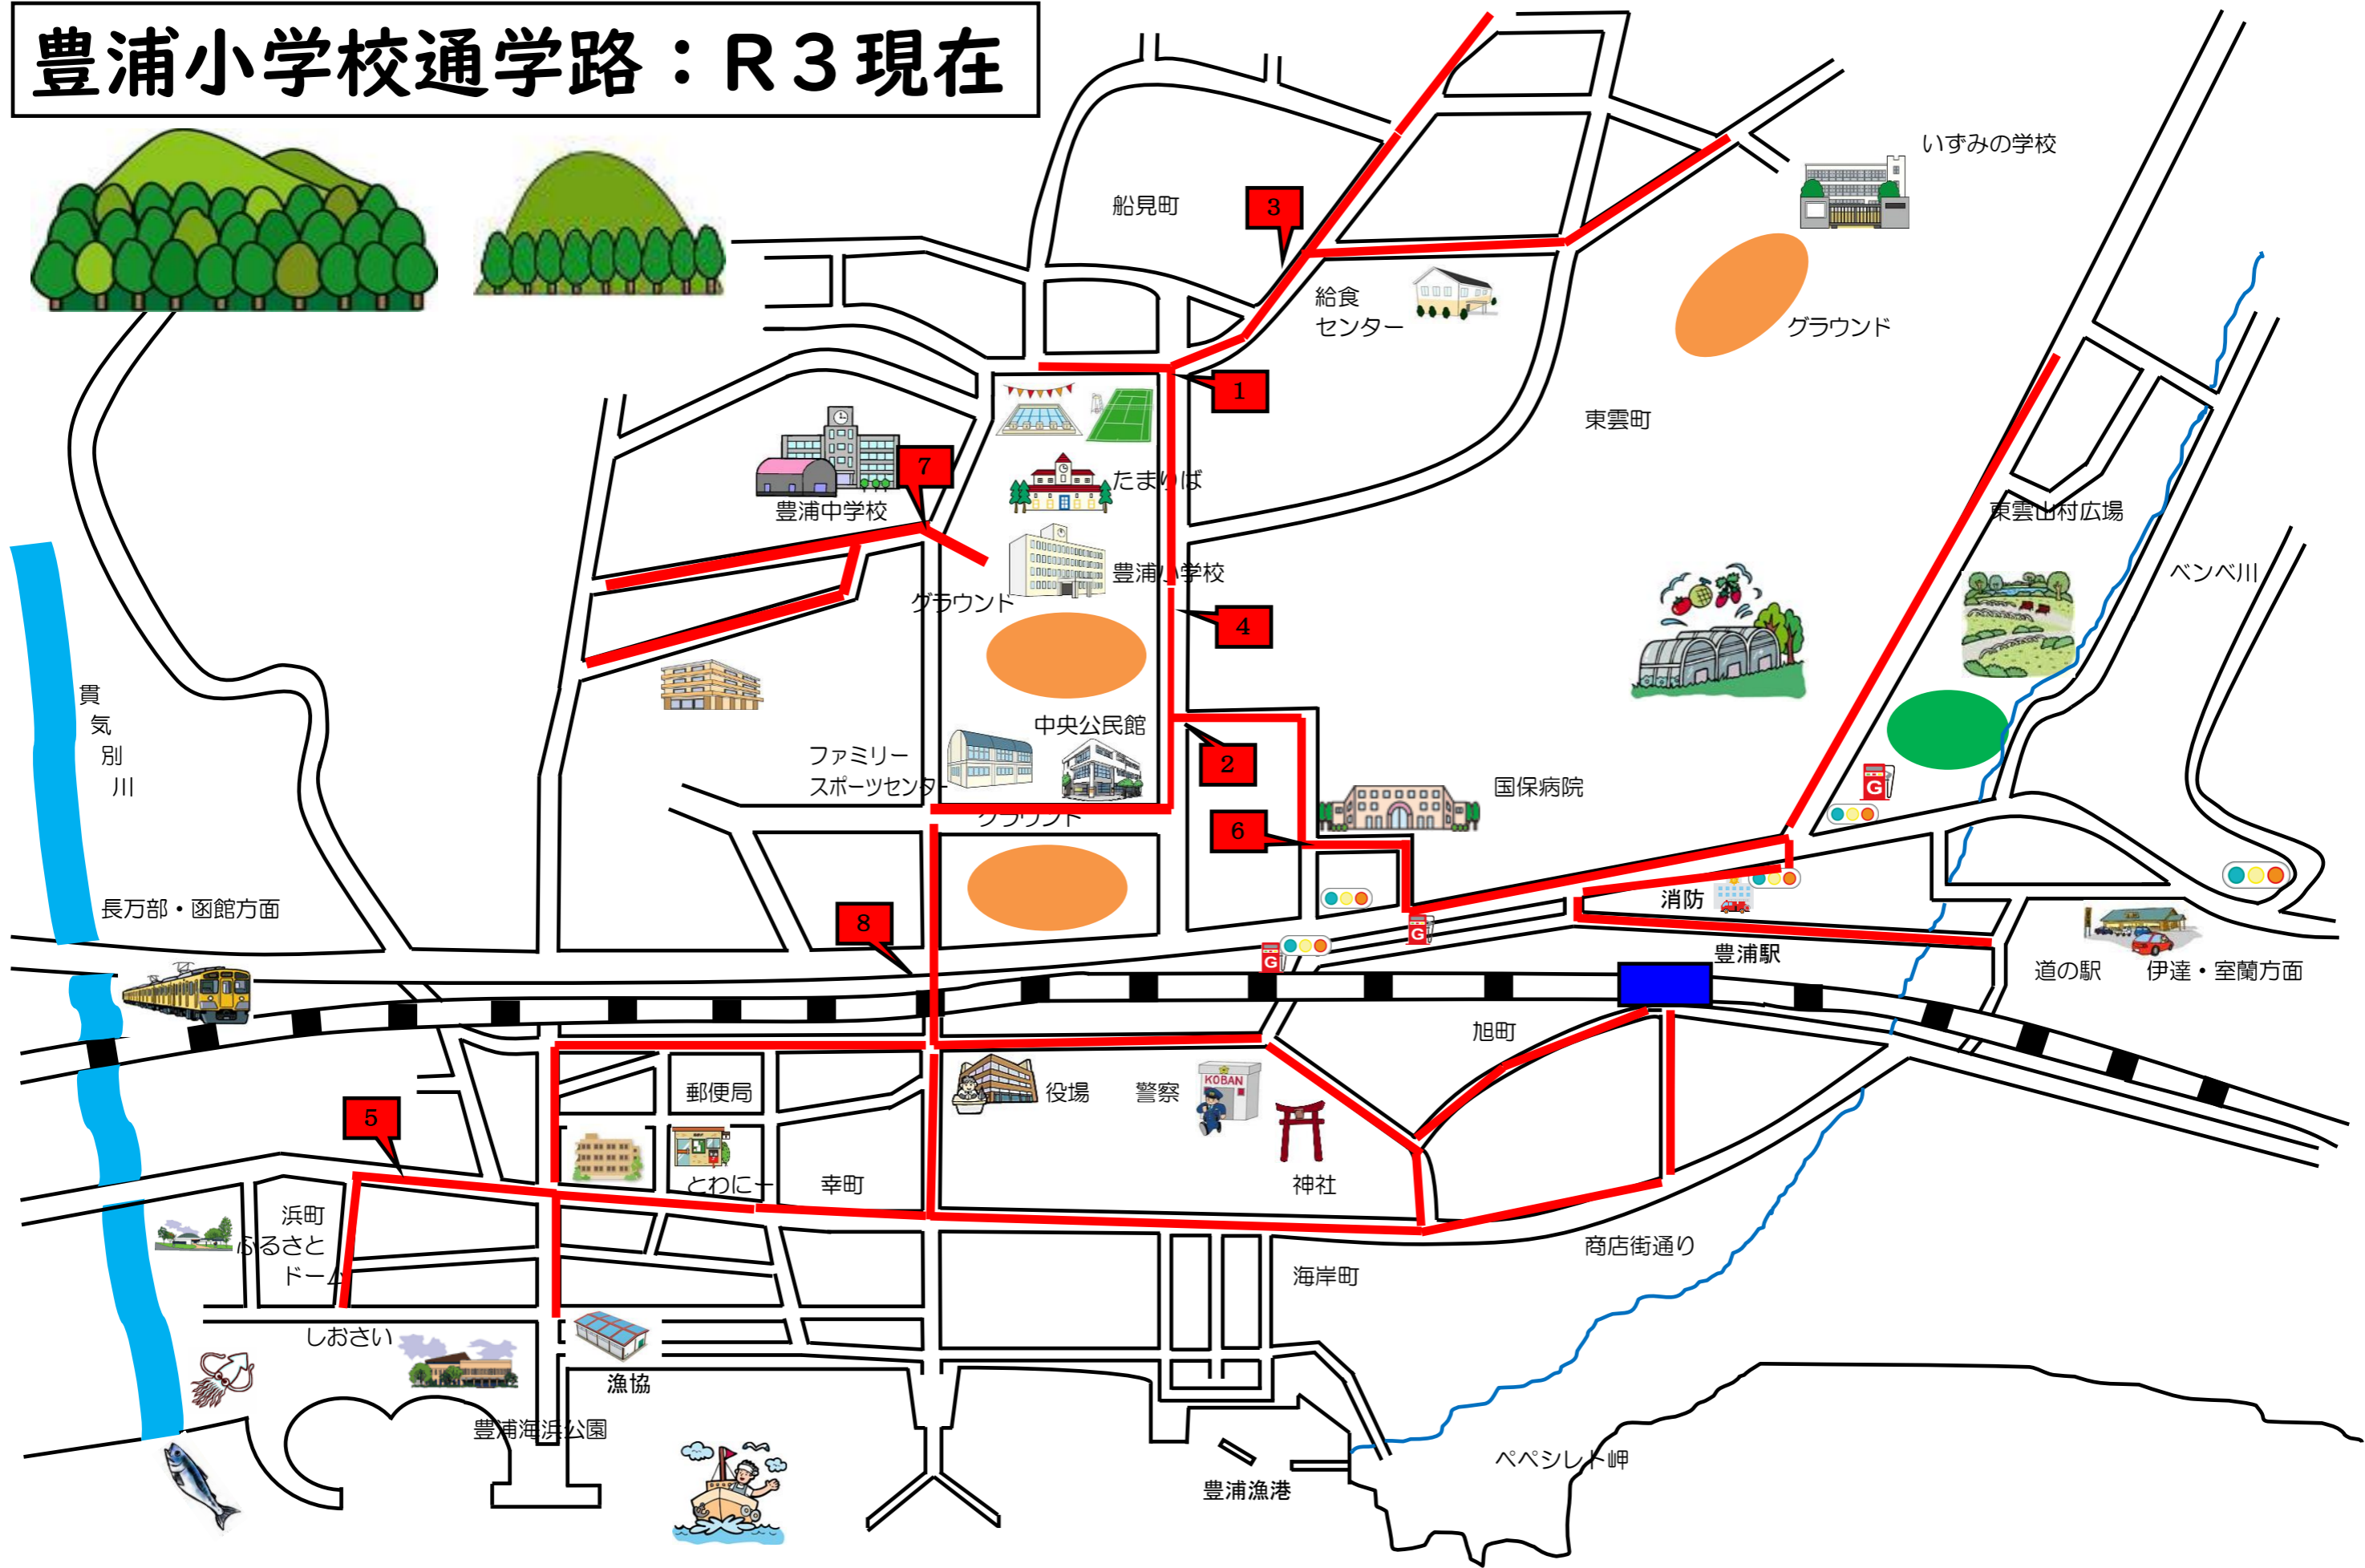 豊浦小学校通学路：R３現在
いずみの学校
船見町
3
給食
センター
グラウンド
1
東雲町
7
たまりば
豊浦中学校
東雲山村広場
豊浦小学校
ベンベ川
グラウンド
4
貫
気
別
川
中央公民館
ファミリー
スポーツセンター
2
国保病院
G
グラウンド
6
消防
長万部・函館方面
8
G
G
豊浦駅
道の駅
伊達・室蘭方面
旭町
郵便局
役場
警察
KOBAN
5
とわにー
幸町
神社
浜町
ふるさと
ドーム
商店街通り
海岸町
しおさい
漁協
豊浦海浜公園
豊浦漁港
ペペシレト岬